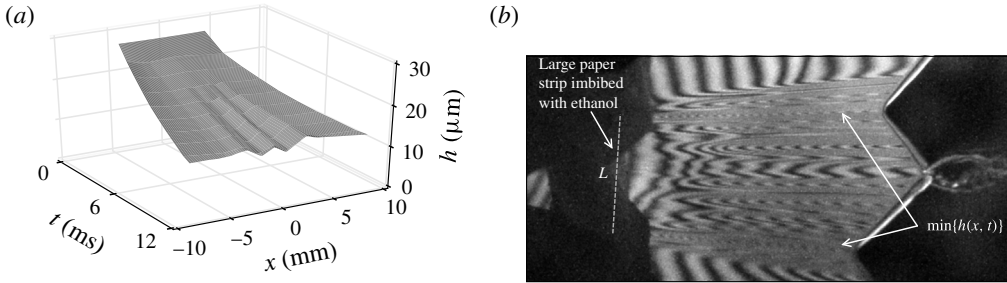 (a)
30
20
10
0
h (μm)
0
6
12
t (ms)
−10
−5
0
5
10
x (mm)
(b)
Large paper
strip imbibed
with ethanol
L
min{h(x, t)}